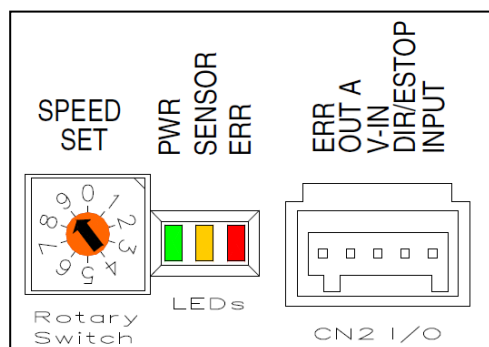 SPEED
SET
PWR
SENSOR
ERR
ERR
OUT A
V-IN
DIR/ESTOP
INPUT
0
1
2
3
4
5
6
7
8
9
LEDs
Rotary
Switch
CN2 I/O